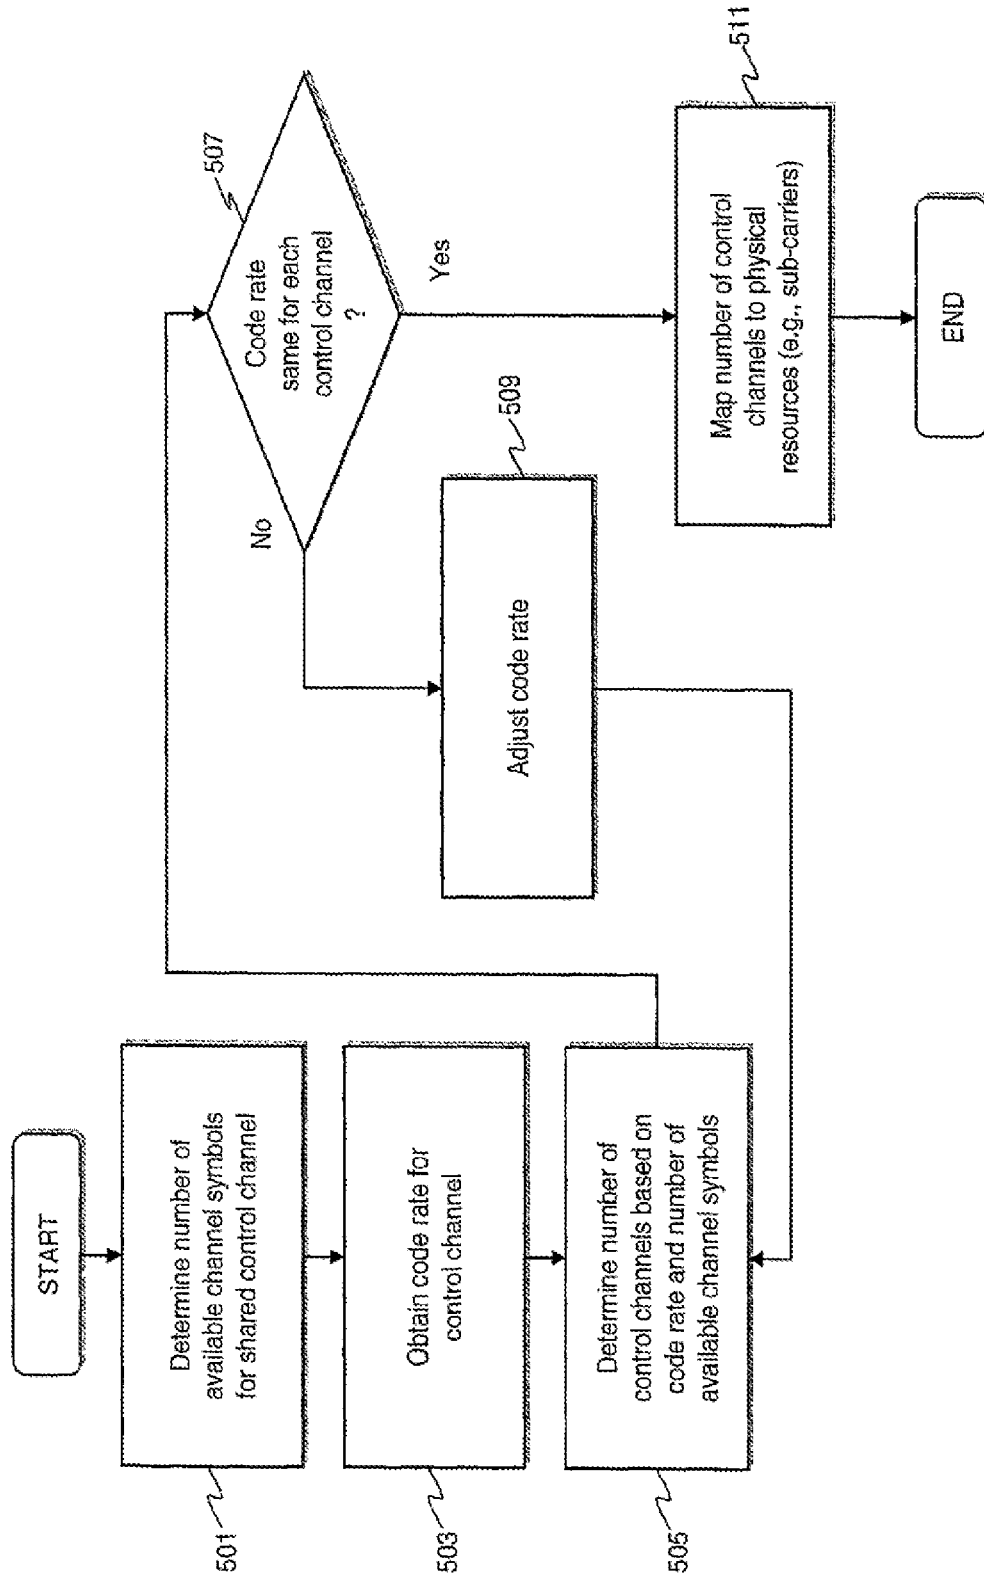 START
Determine number of
available channel symbols
for shared control channel
501
Obtain code rate for
control channel
503
Determine number of
control channels based on
code rate and number of
available channel symbols
505
Code rate
same for each
control channel
?
507
No
Yes
Adjust code rate
509
Map number of control
channels to physical
resources (e.g., sub-carriers)
511
END